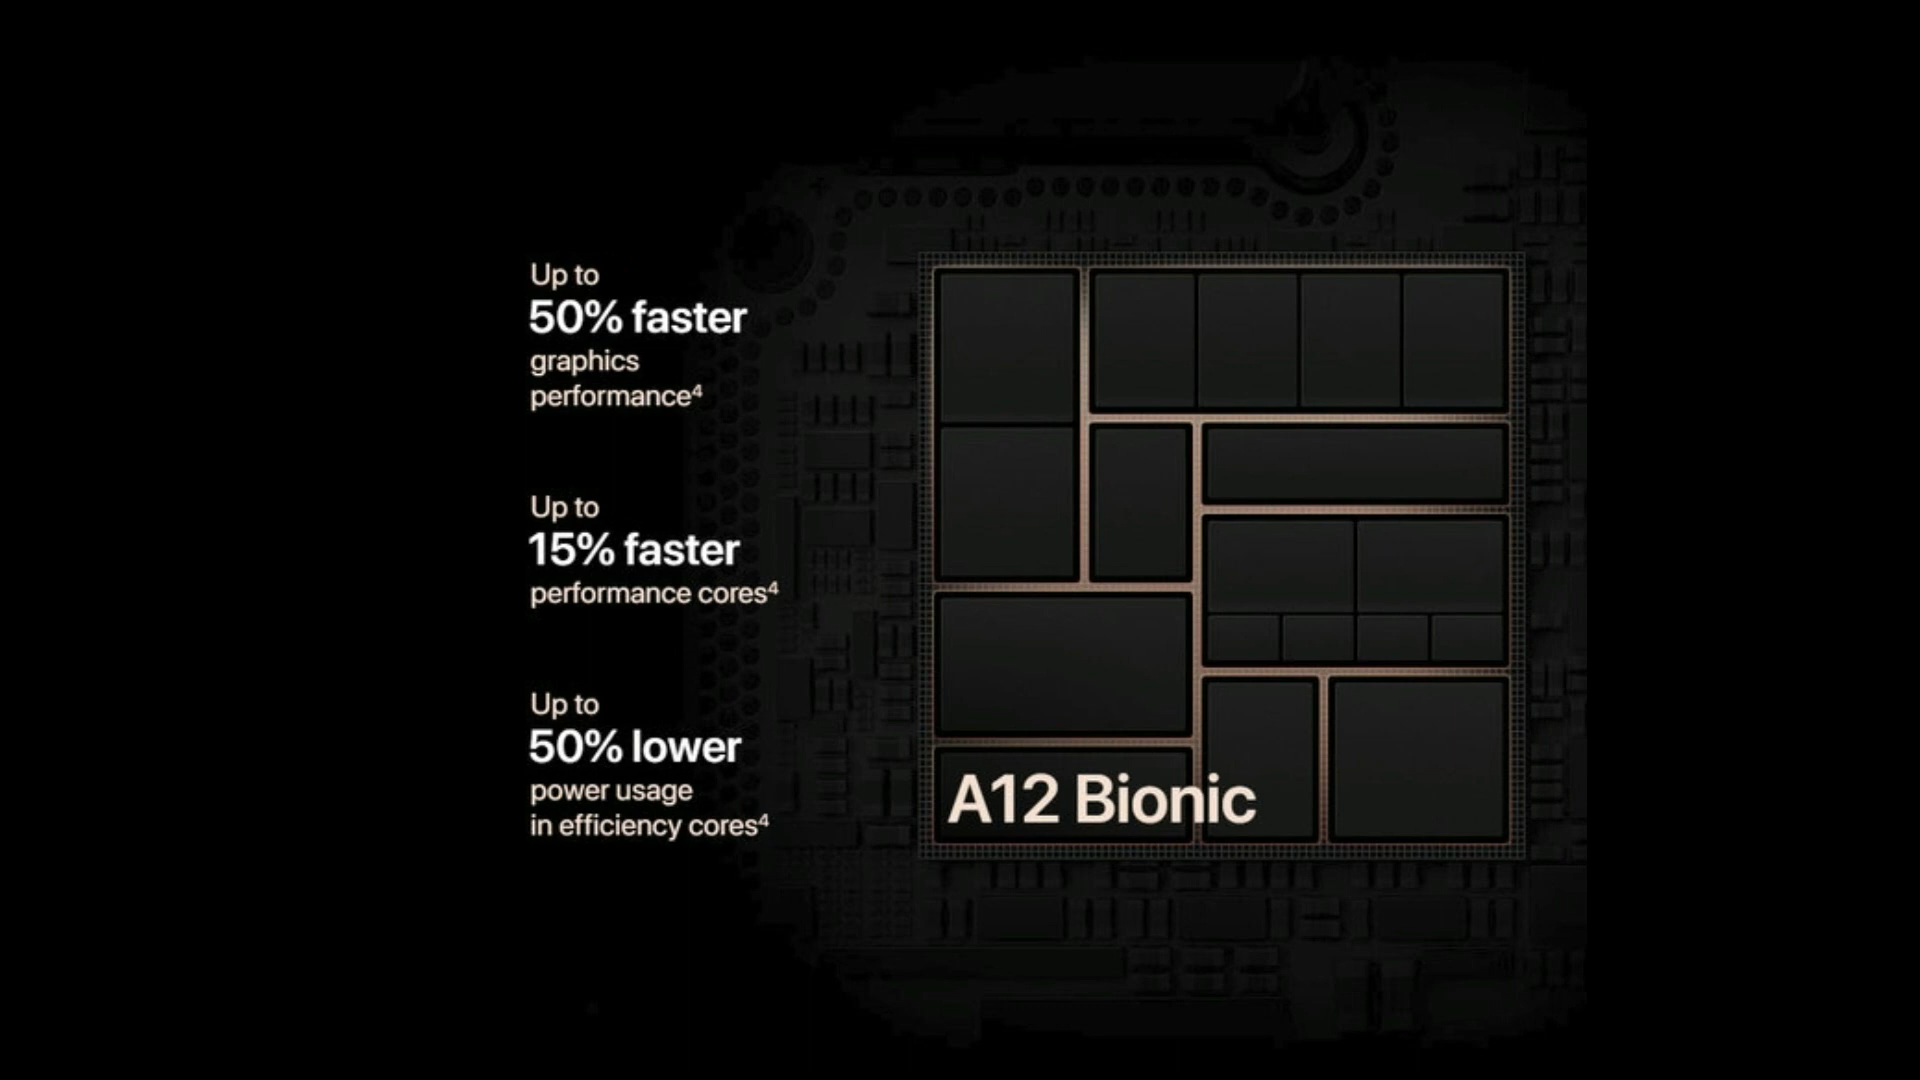 Up to
50% faster
graphics
performance⁴
Up to
15% faster
performance cores⁴
Up to
50% lower
power usage
in efficiency cores⁴
A12 Bionic